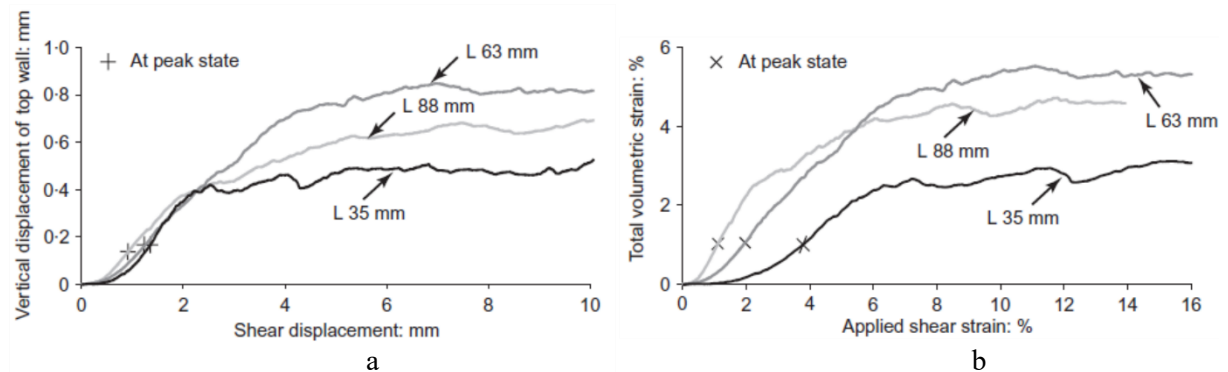 Vertical displacement of top wall: mm
1·0
0·8
0·6
0·4
0·2
0
+ At peak state
L 63 mm
L 88 mm
L 35 mm
0 2 4 6 8 10
Shear displacement: mm
a
Total volumetric strain: %
6
4
2
0
× At peak state
L 63 mm
L 88 mm
L 35 mm
0 2 4 6 8 10 12 14 16
Applied shear strain: %
b